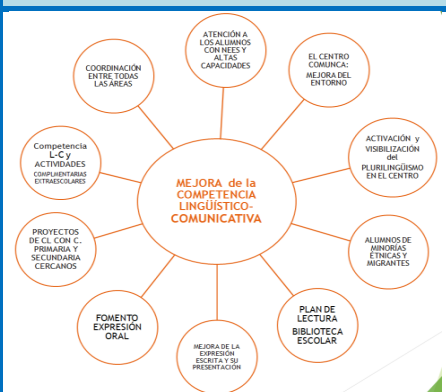 ATENCIÓN A
LOS ALUMNOS
CON NEES Y
ALTAS
CAPACIDADES
EL CENTRO
COMUNCA:
MEJORA DEL
ENTORNO
ACTIVACIÓN y
VISIBILIZACIÓN
del
PLURILINGÜISMO
EN EL CENTRO
ALUMNOS DE
MINORÍAS
ÉTNICAS Y
MIGRANTES
PLAN DE
LECTURA
BIBLIOTECA
ESCOLAR
MEJORA DE LA
EXPRESIÓN
ESCRITA Y SU
PRESENTACIÓN
FOMENTO
EXPRESIÓN
ORAL
PROYECTOS
DE CL CON C.
PRIMARIA Y
SECUNDARIA
CERCANOS
Competencia
L-C y
ACTIVIDADES
COMPLMENTARIAS
EXTRAESCOLARES
COORDINACIÓN
ENTRE TODAS
LAS ÁREAS
MEJORA de la
COMPETENCIA
LINGÜÍSTICO-
COMUNICATIVA